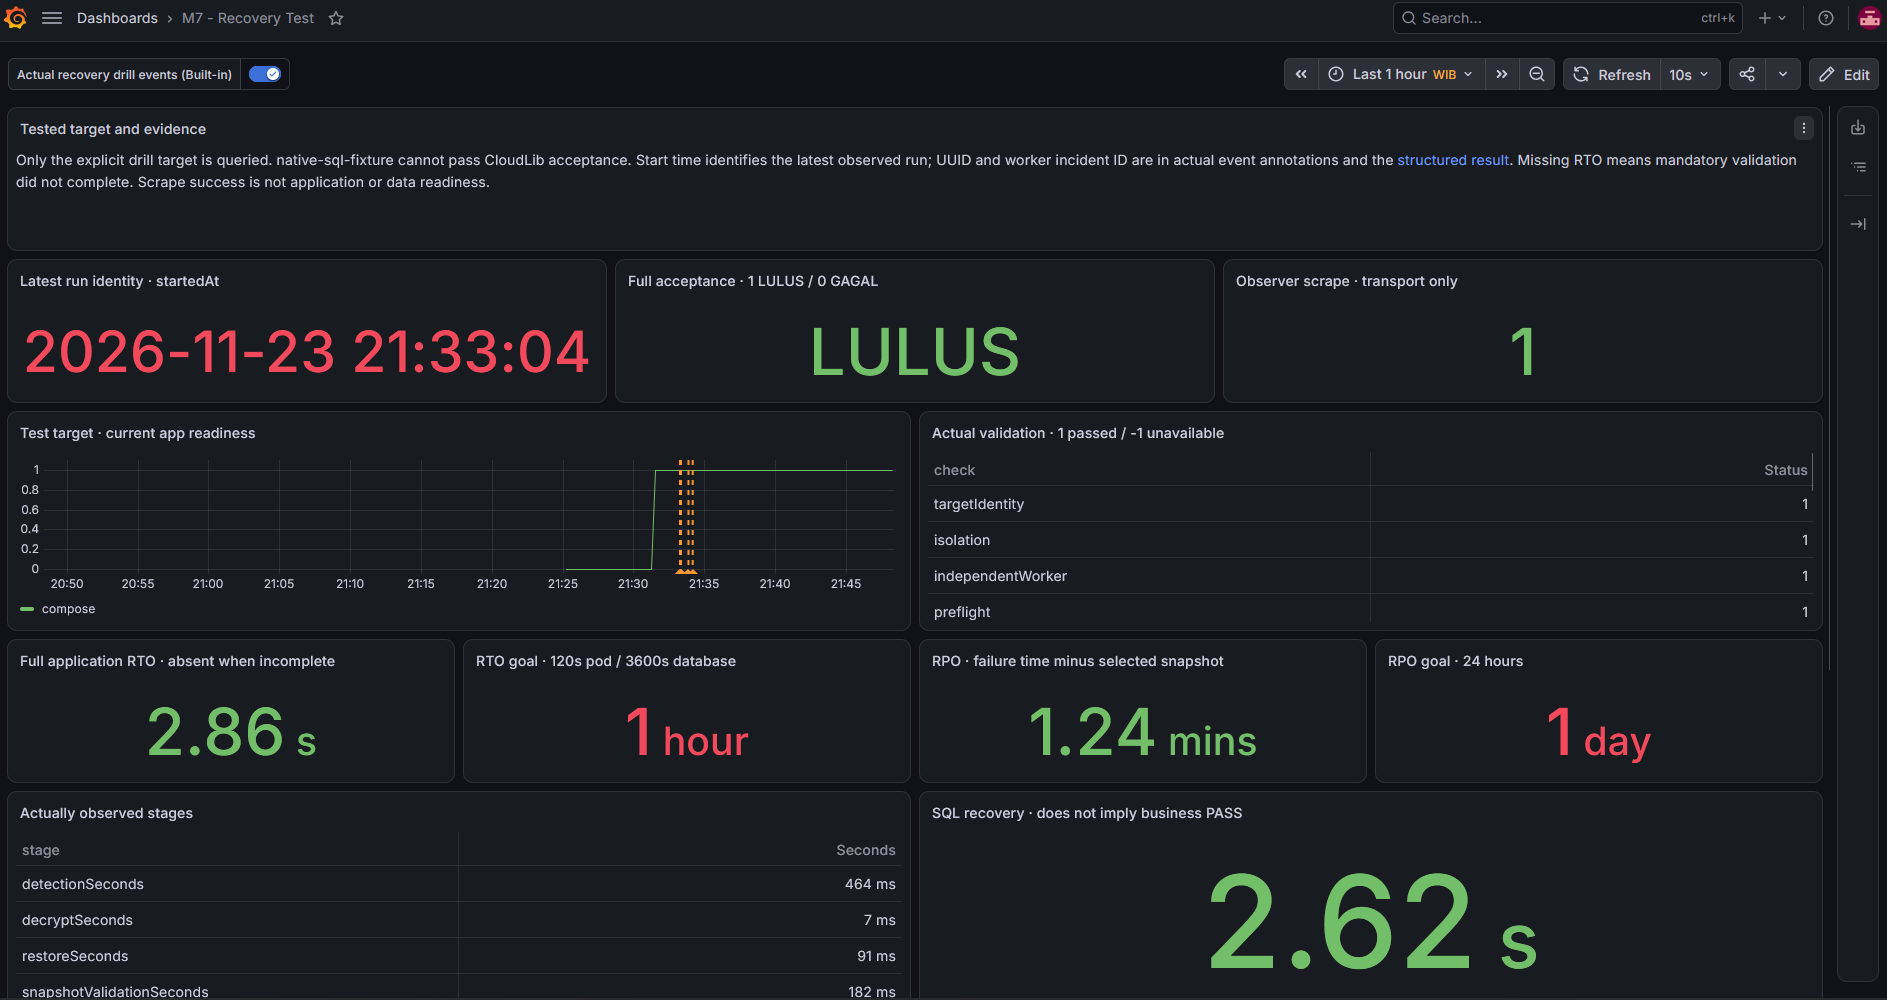 Dashboards › M7 - Recovery Test
Search... ctrl+k
Actual recovery drill events (Built-in)
Last 1 hour WIB
Refresh 10s
Edit
Tested target and evidence
Only the explicit drill target is queried. native-sql-fixture cannot pass CloudLib acceptance. Start time identifies the latest observed run; UUID and worker incident ID are in actual event annotations and the structured result. Missing RTO means mandatory validation
did not complete. Scrape success is not application or data readiness.
Latest run identity · startedAt
2026-11-23 21:33:04
Full acceptance · 1 LULUS / 0 GAGAL
LULUS
Observer scrape · transport only
1
Test target · current app readiness
1
0.8
0.6
0.4
0.2
0
20:50 20:55 21:00 21:05 21:10 21:15 21:20 21:25 21:30 21:35 21:40 21:45
compose
Actual validation · 1 passed / -1 unavailable
check Status
targetIdentity 1
isolation 1
independentWorker 1
preflight 1
Full application RTO · absent when incomplete
2.86 s
RTO goal · 120s pod / 3600s database
1 hour
RPO · failure time minus selected snapshot
1.24 mins
RPO goal · 24 hours
1 day
Actually observed stages
stage Seconds
detectionSeconds 464 ms
decryptSeconds 7 ms
restoreSeconds 91 ms
snapshotValidationSeconds 182 ms
SQL recovery · does not imply business PASS
2.62 s